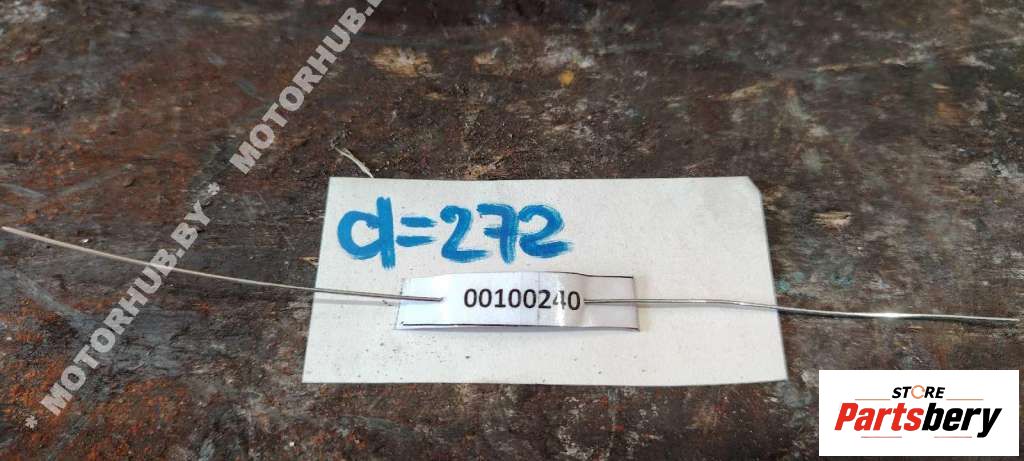 * MOTORHUB.BY * MOTORHUB.BY
d=272
00100240
STORE
Partsbery